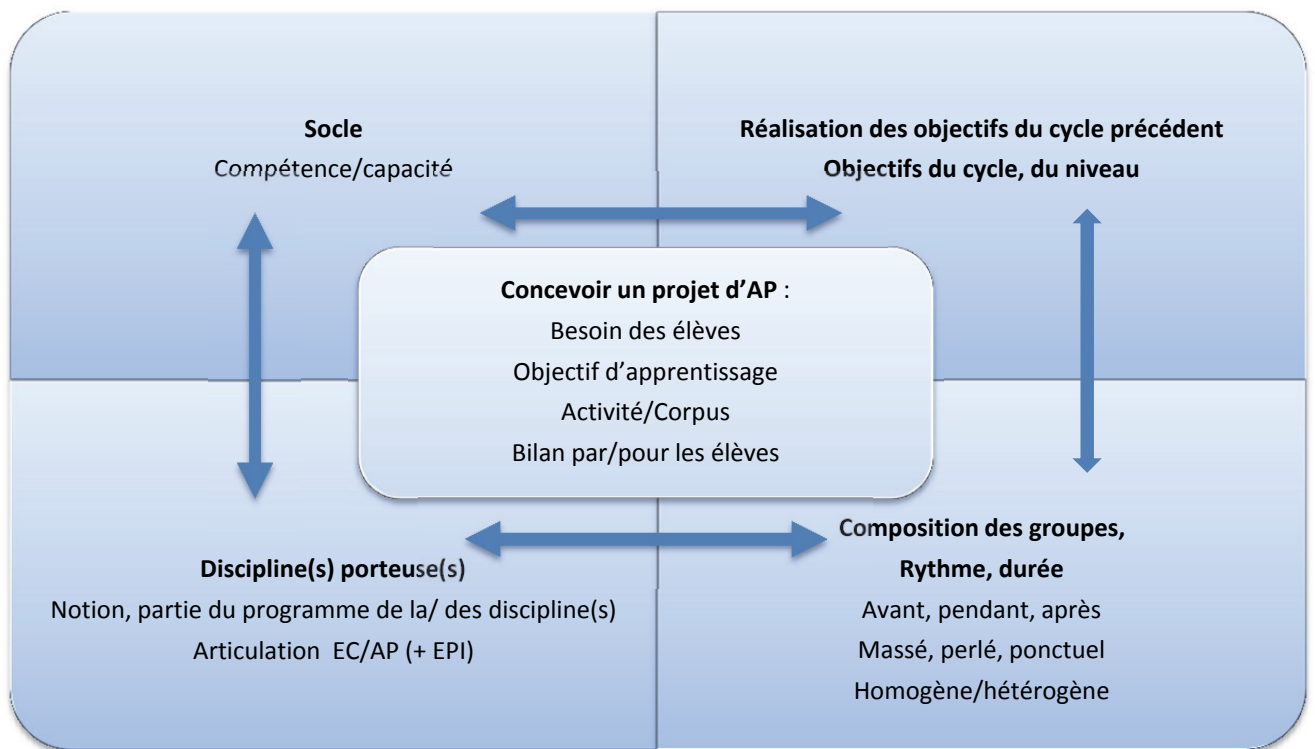 Socle
Compétence/capacité
Réalisation des objectifs du cycle précédent
Objectifs du cycle, du niveau
Concevoir un projet d’AP :
Besoin des élèves
Objectif d’apprentissage
Activité/Corpus
Bilan par/pour les élèves
Discipline(s) porteuse(s)
Notion, partie du programme de la/ des discipline(s)
Articulation EC/AP (+ EPI)
Composition des groupes,
Rythme, durée
Avant, pendant, après
Massé, perlé, ponctuel
Homogène/hétérogène